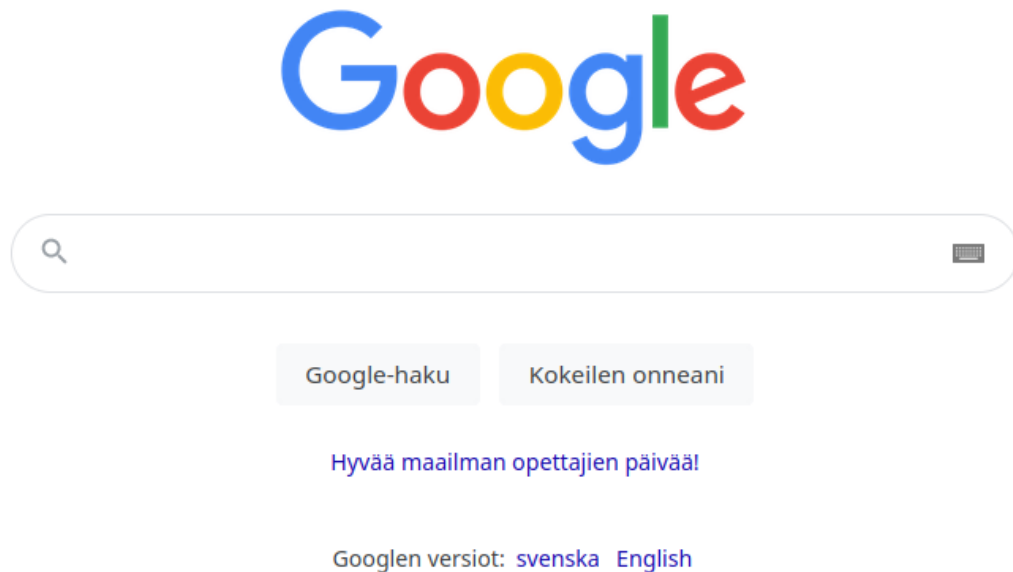 Google
Google-haku Kokeilen onneani
Hyvää maailman opettajien päivää!
Googlen versiot: svenska English